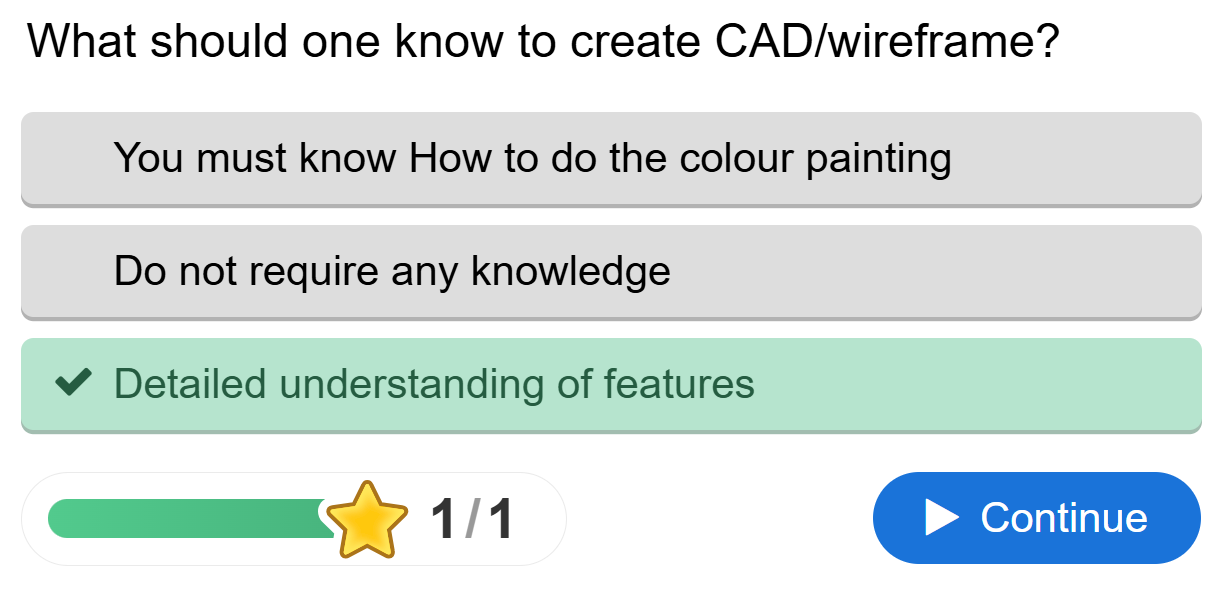 What should one know to create CAD/wireframe?
You must know How to do the colour painting
Do not require any knowledge
Detailed understanding of features
1/1
Continue